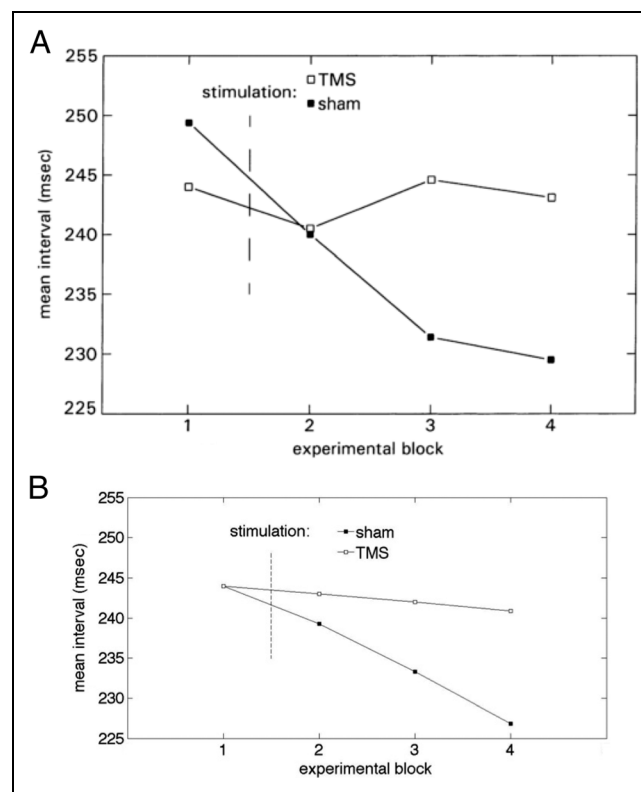 A
255
250
245
240
235
230
225
mean interval (msec)
stimulation:
TMS
sham
1 2 3 4
experimental block
B
255
250
245
240
235
230
225
mean interval (msec)
stimulation:
sham
TMS
1 2 3 4
experimental block